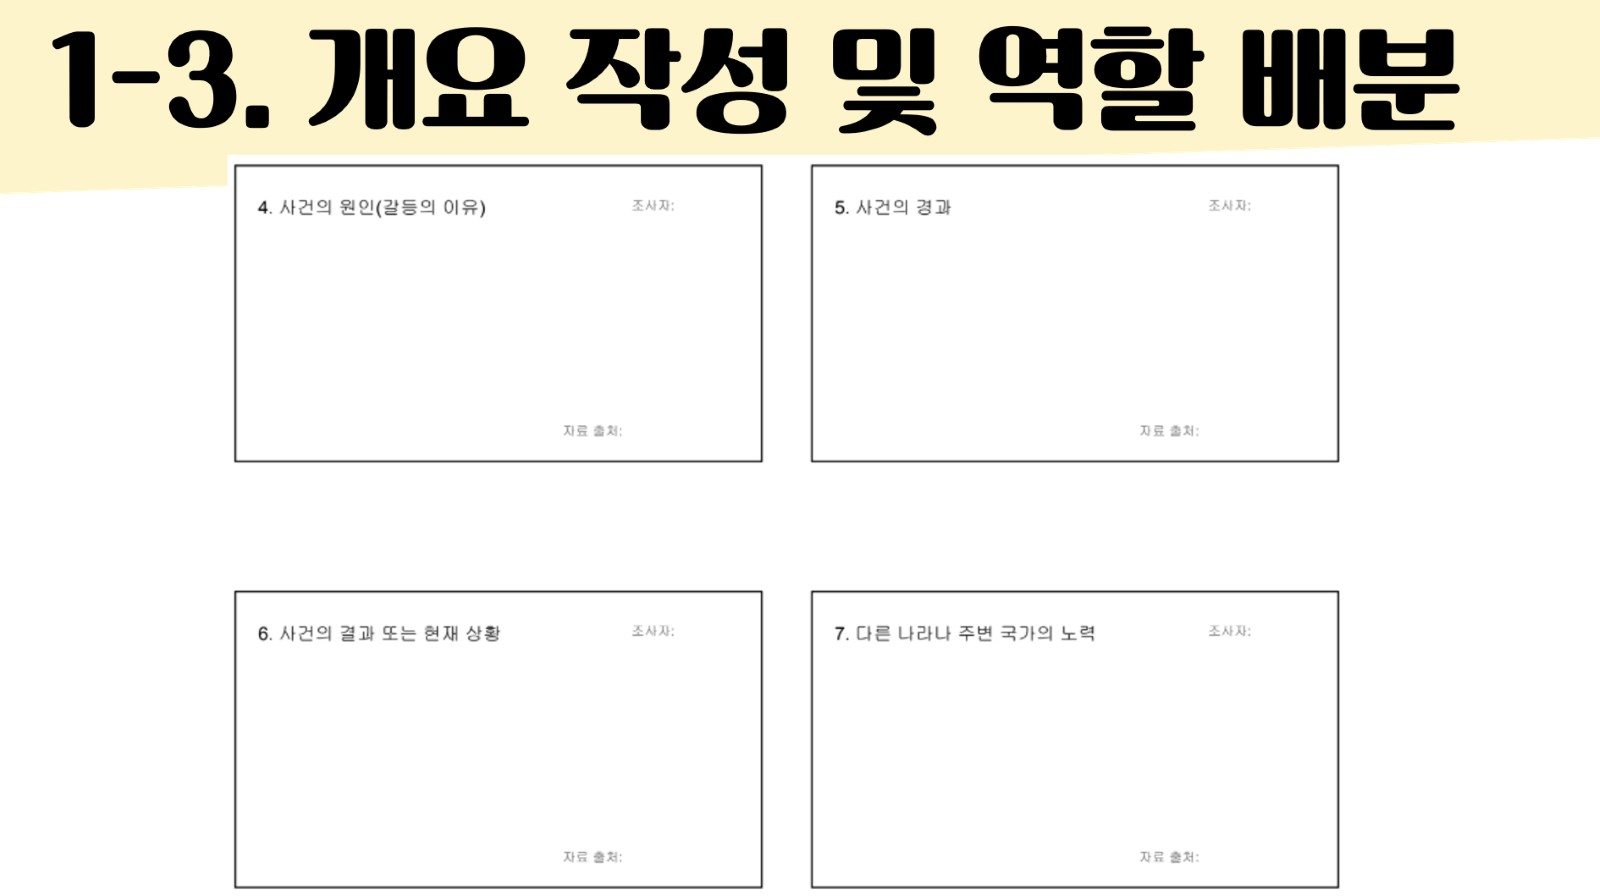 1-3. 개요 작성 및 역할 배분
4. 사건의 원인(갈등의 이유) 조사자:
자료 출처:
5. 사건의 경과 조사자:
자료 출처:
6. 사건의 결과 또는 현재 상황 조사자:
자료 출처:
7. 다른 나라나 주변 국가의 노력 조사자:
자료 출처: